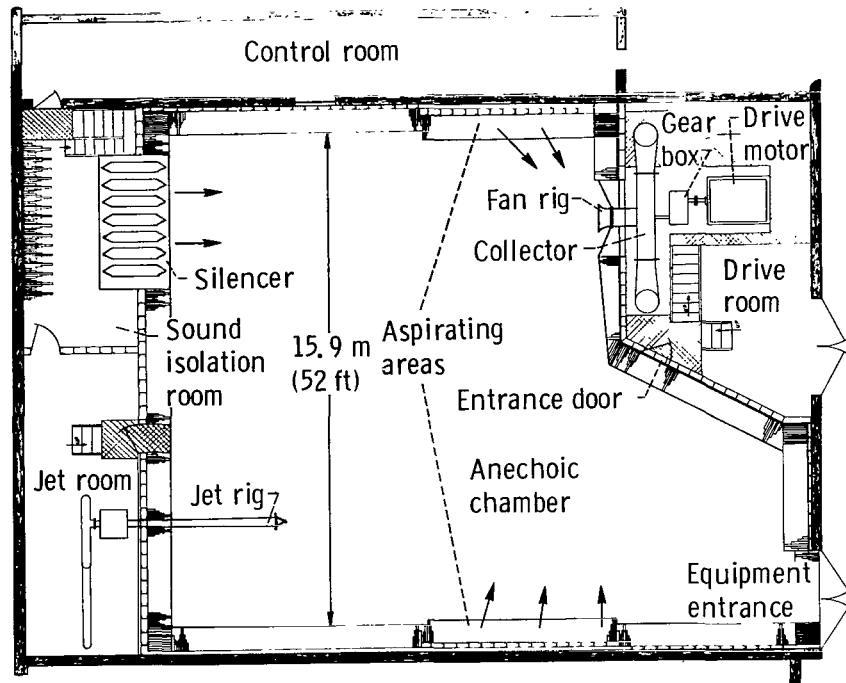 Control room
Gear
box
Drive
motor
Fan rig
Collector
Silencer
Drive
room
Sound
isolation
room
15.9 m
(52 ft)
Aspirating
areas
Entrance door
Jet room
Jet rig
Anechoic
chamber
Equipment
entrance